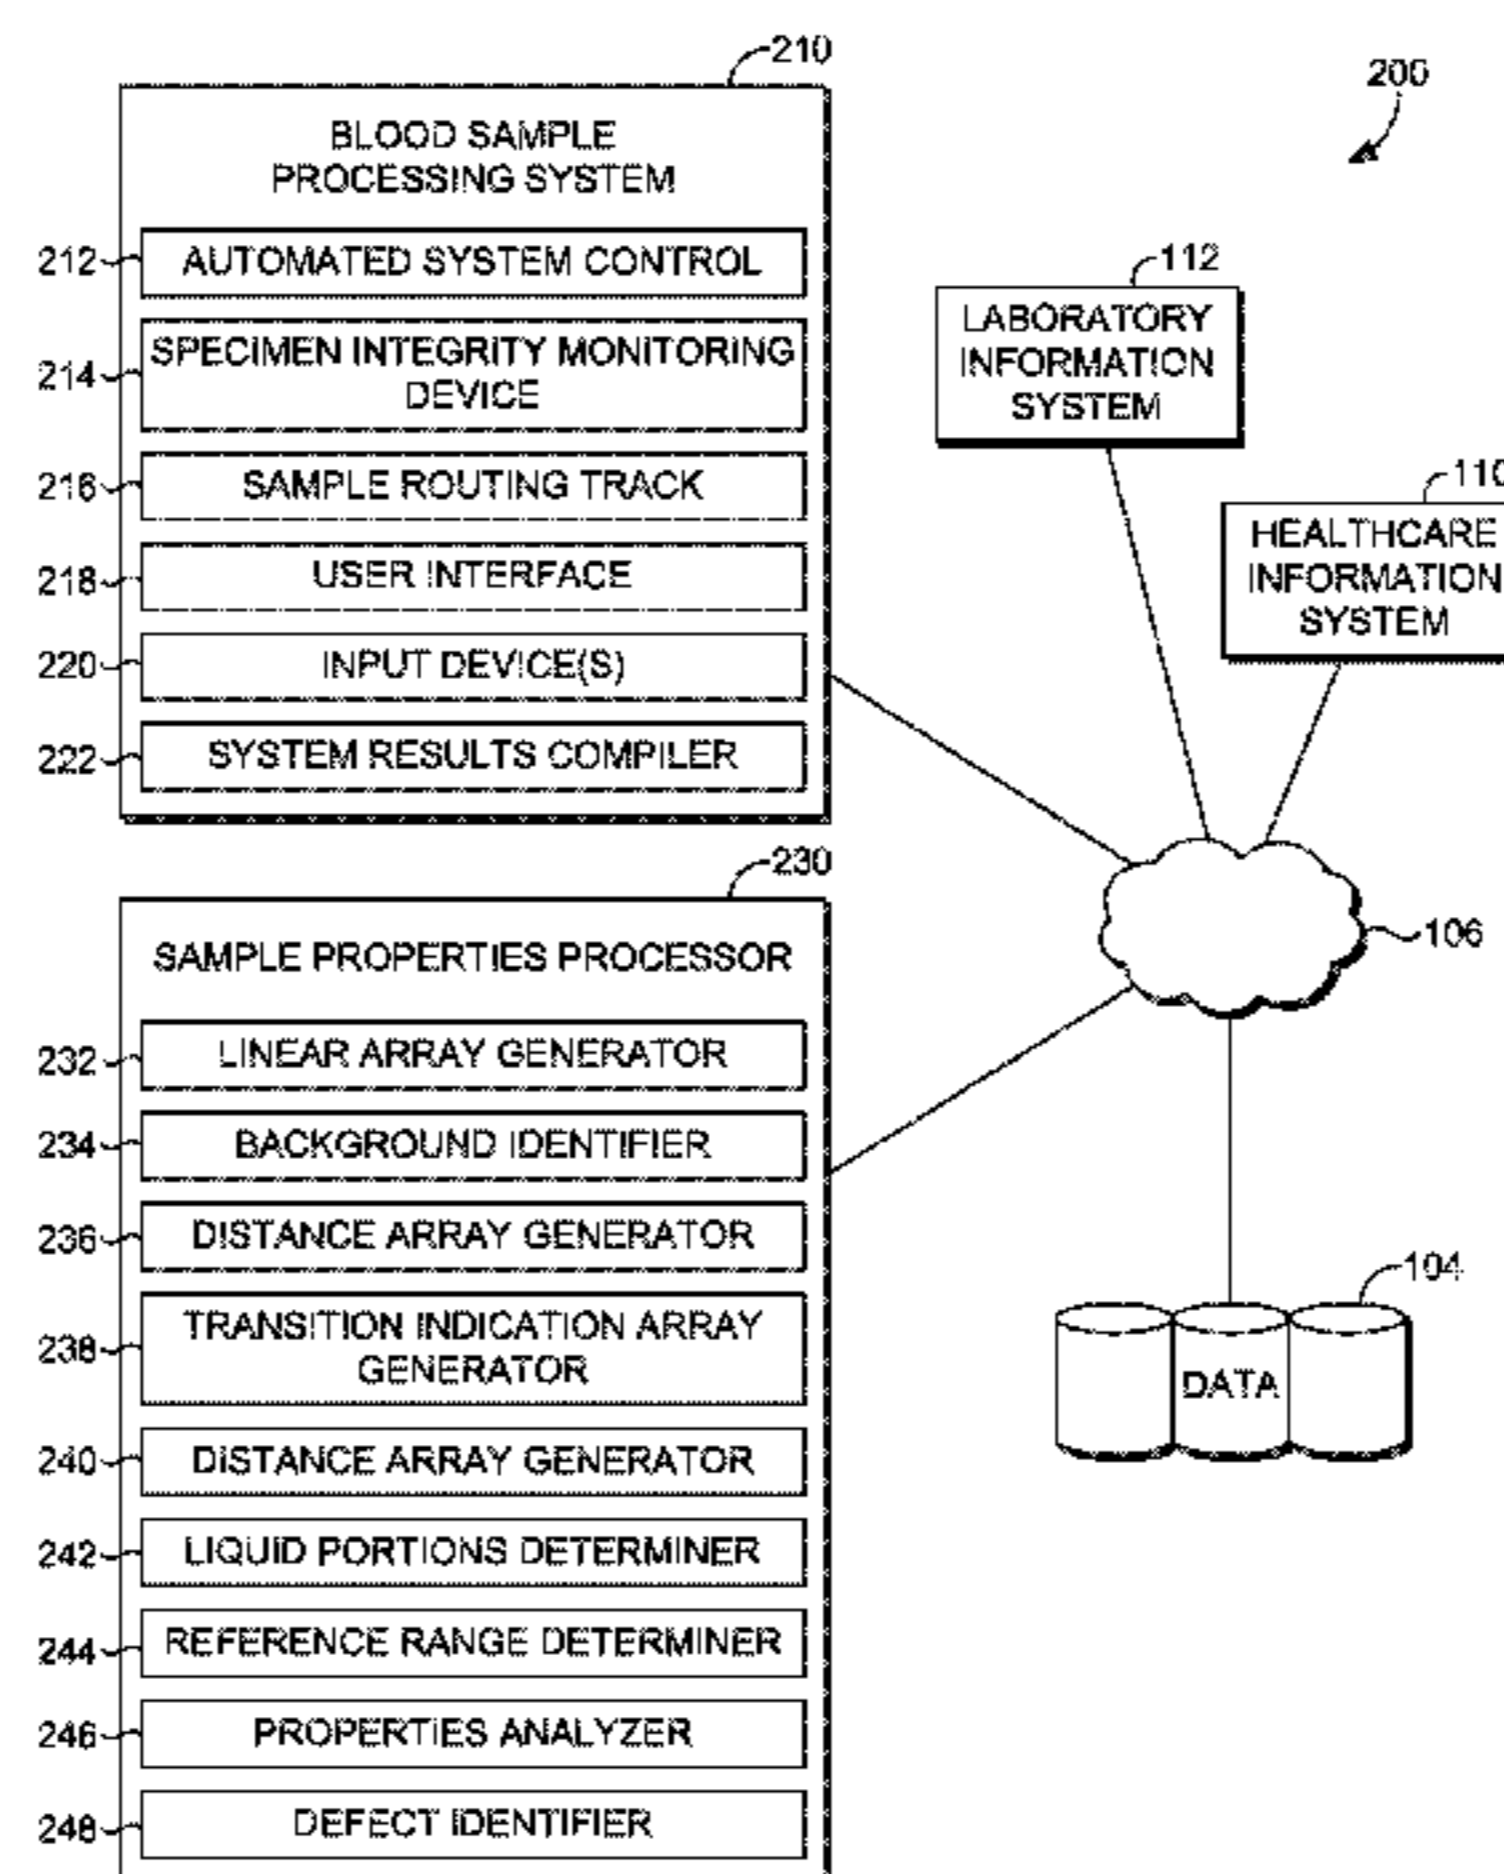 210
200
BLOOD SAMPLE
PROCESSING SYSTEM
212
AUTOMATED SYSTEM CONTROL
112
LABORATORY
INFORMATION
SYSTEM
214
SPECIMEN INTEGRITY MONITORING
DEVICE
216
SAMPLE ROUTING TRACK
110
HEALTHCARE
INFORMATION
SYSTEM
218
USER INTERFACE
220
INPUT DEVICE(S)
222
SYSTEM RESULTS COMPILER
230
SAMPLE PROPERTIES PROCESSOR
106
232
LINEAR ARRAY GENERATOR
234
BACKGROUND IDENTIFIER
236
DISTANCE ARRAY GENERATOR
104
DATA
238
TRANSITION INDICATION ARRAY
GENERATOR
240
DISTANCE ARRAY GENERATOR
242
LIQUID PORTIONS DETERMINER
244
REFERENCE RANGE DETERMINER
246
PROPERTIES ANALYZER
248
DEFECT IDENTIFIER